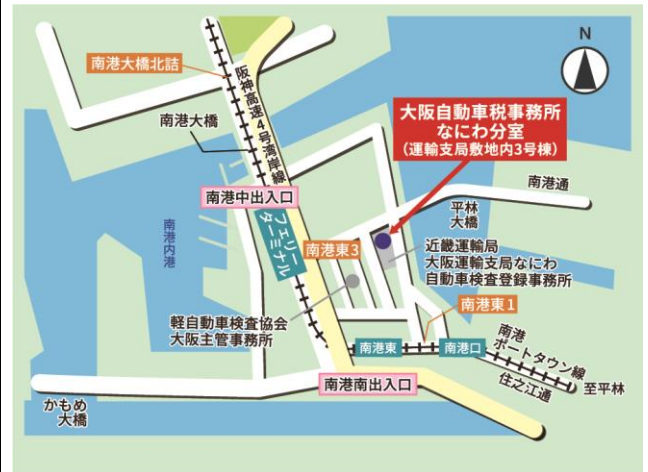 N
南港大橋北詰
阪神高速4号湾岸線
南港大橋
大阪自動車税事務所
なにわ分室
(運輸支局敷地内3号棟)
南港通
平林
大橋
南港中出入口
南港内港
フェリー
ターミナル
南港東3
近畿運輸局
大阪運輸支局なにわ
自動車検査登録事務所
軽自動車検査協会
大阪主管事務所
南港東1
南港東
南港口
南港
ポートタウン線
住之江通
至平林
南港南出入口
かもめ
大橋